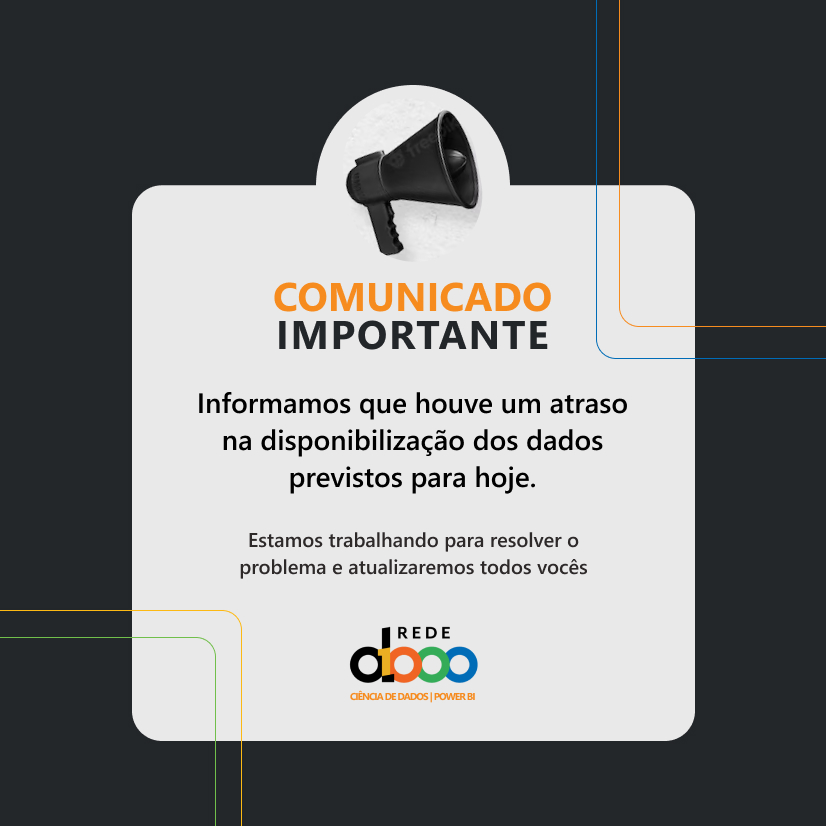 COMUNICADO
IMPORTANTE
Informamos que houve um atraso
na disponibilização dos dados
previstos para hoje.
Estamos trabalhando para resolver o
problema e atualizaremos todos vocês
REDE
d1000
CIÊNCIA DE DADOS | POWER BI